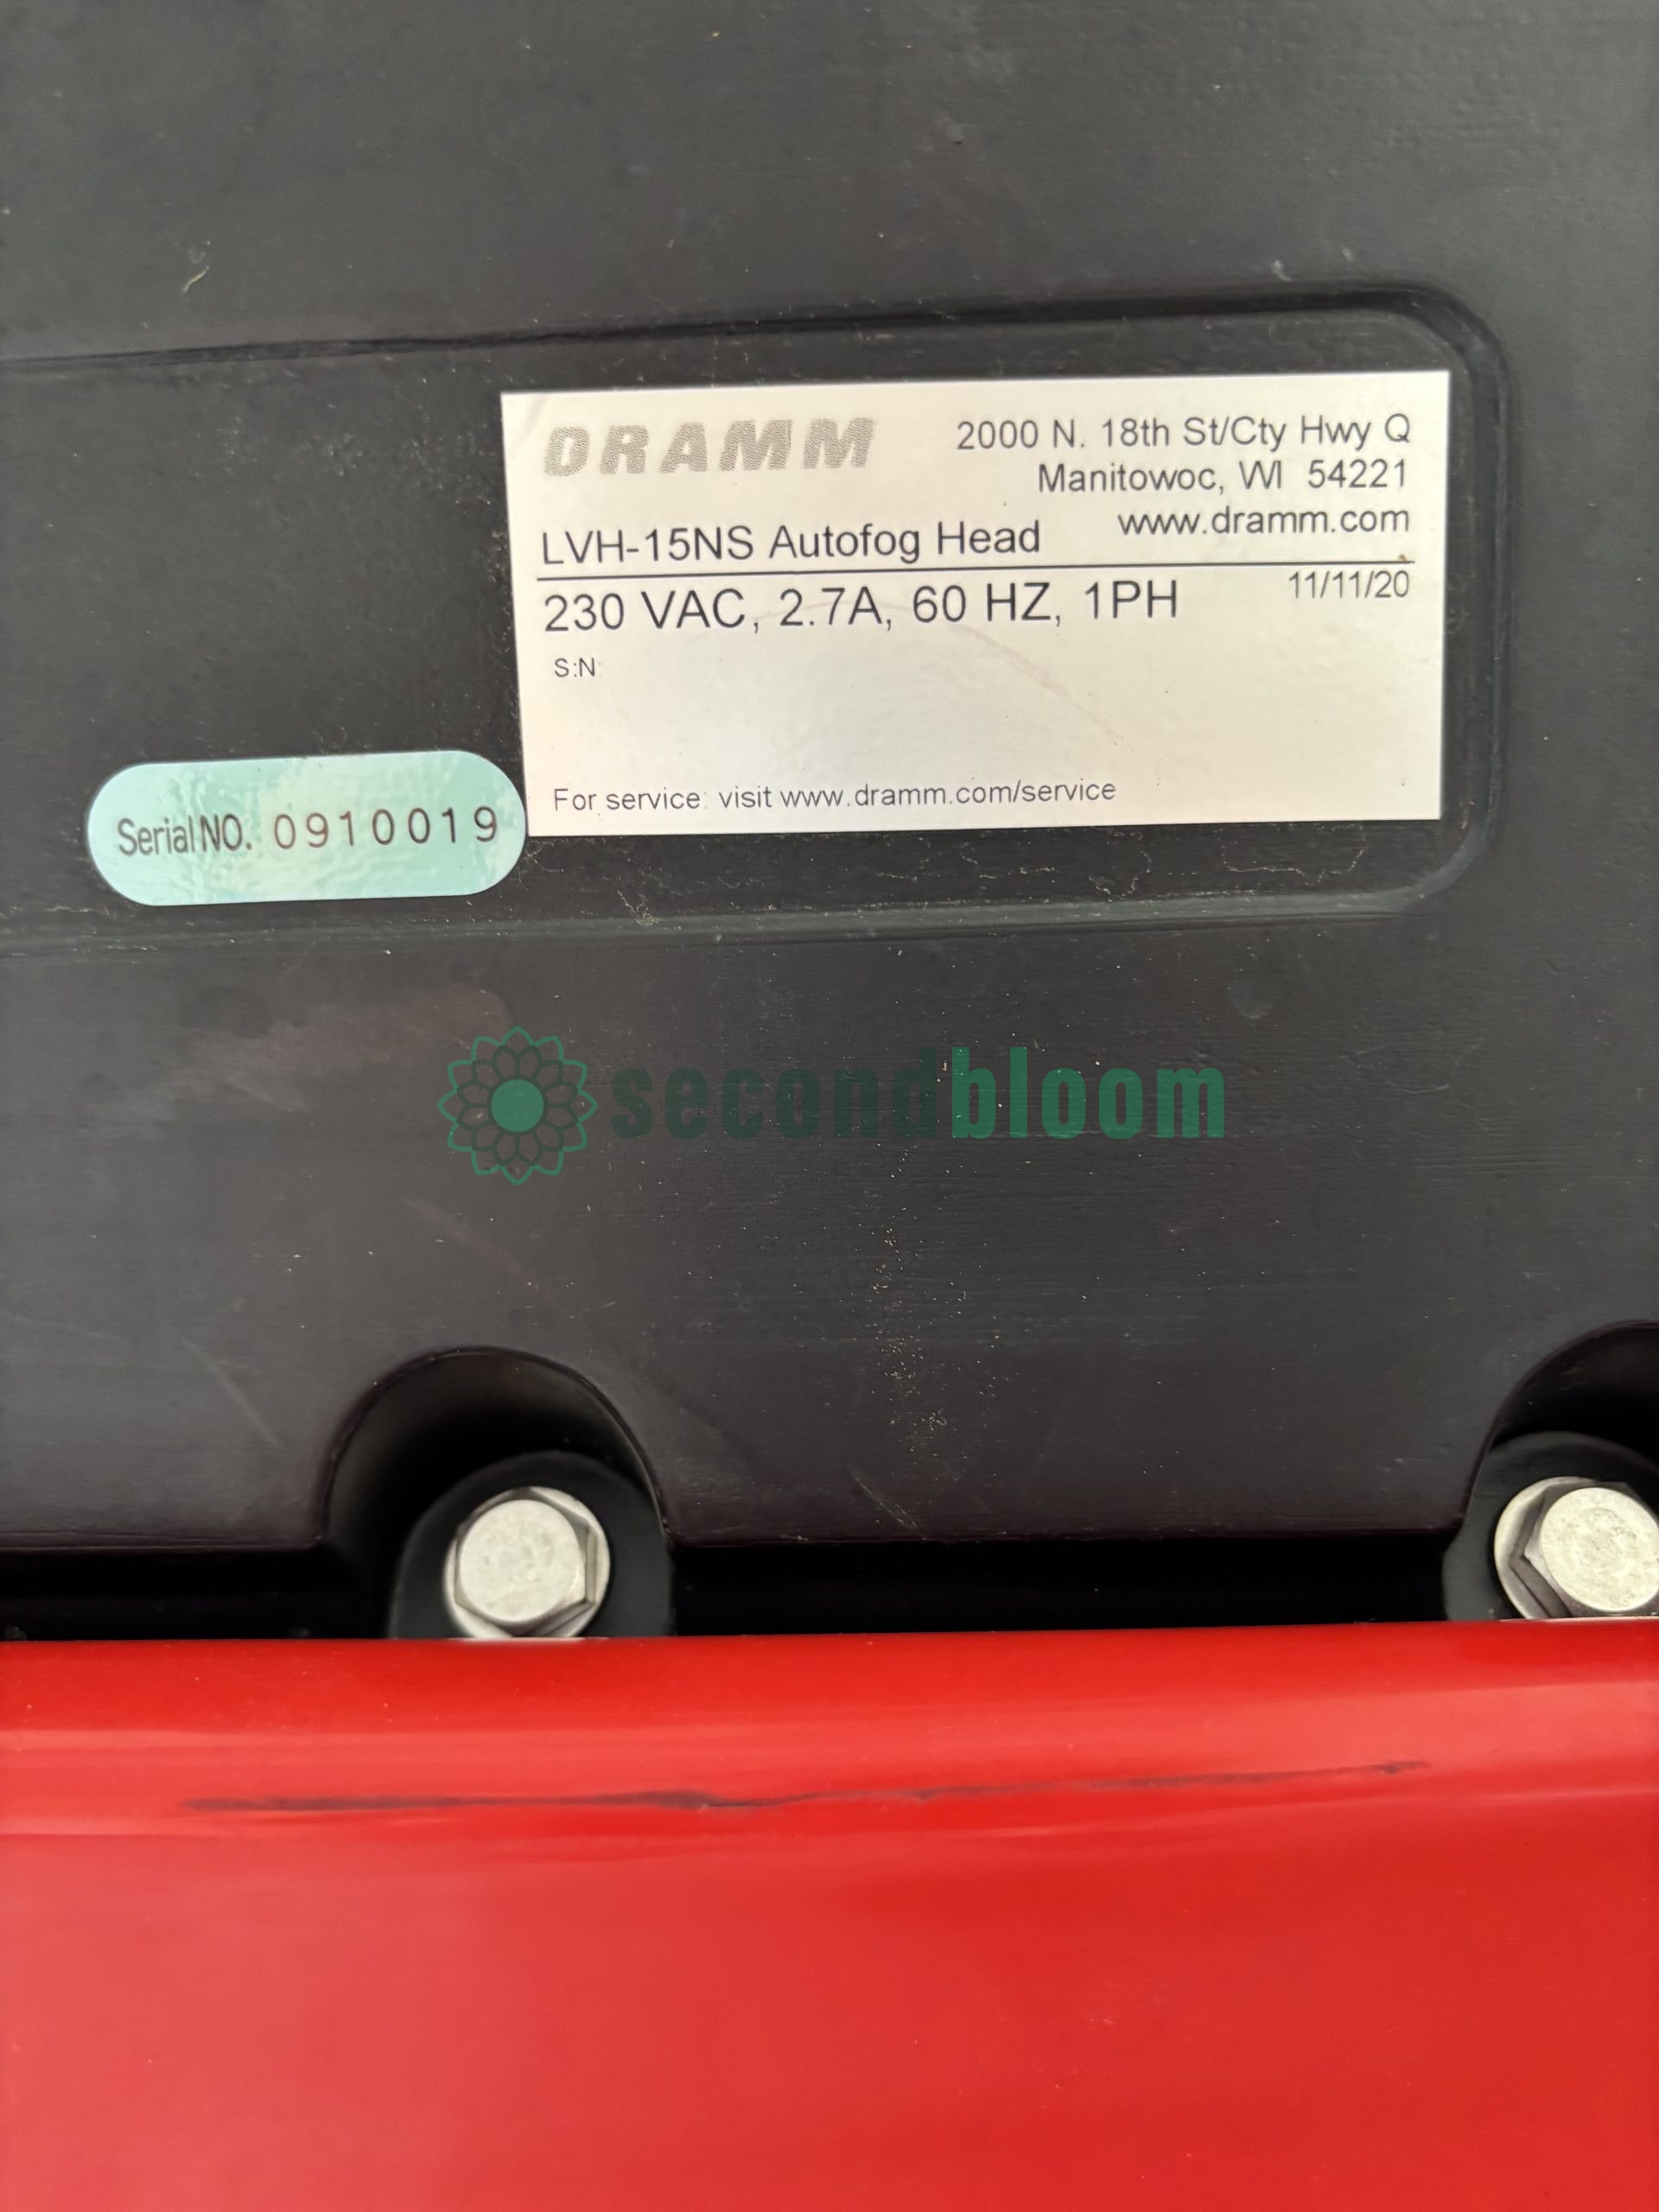 DRAMM
2000 N. 18th St/Cty Hwy Q
Manitowoc, WI 54221
www.dramm.com
LVH-15NS Autofog Head
11/11/20
230 VAC, 2.7A, 60 HZ, 1PH
S:N:
For service: visit www.dramm.com/service
Serial NO. 0910019
secondbloom